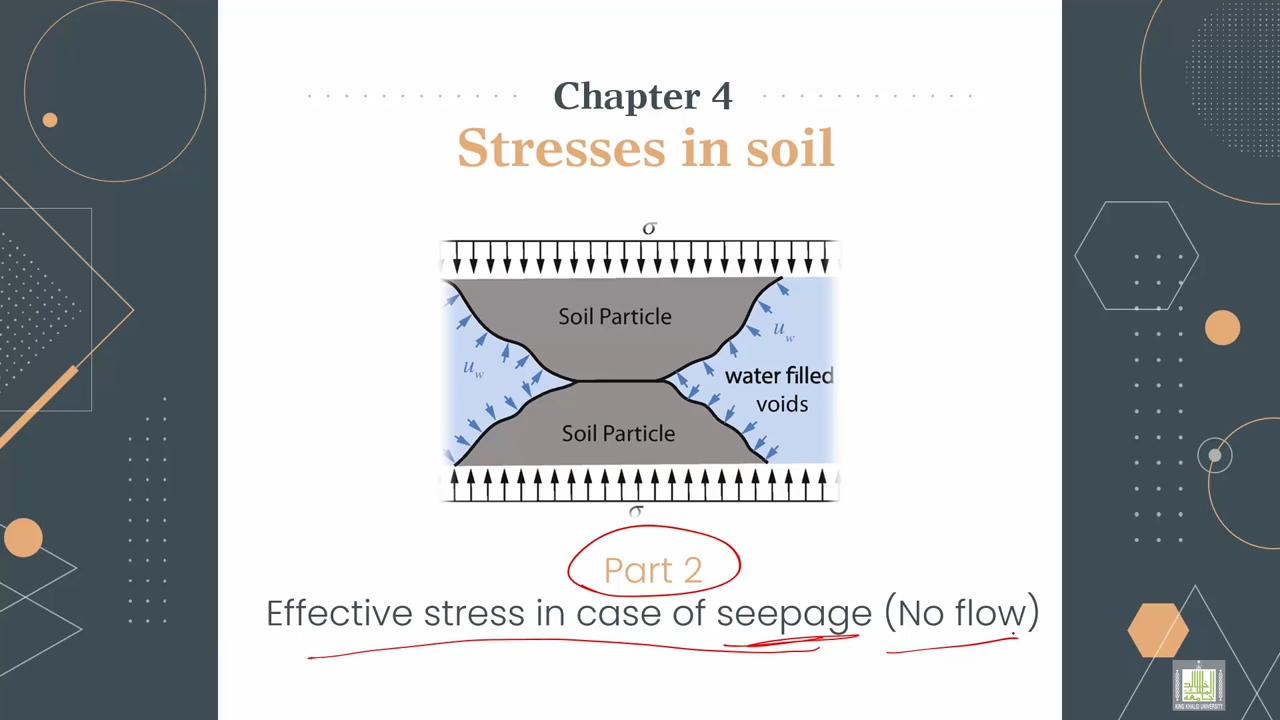 Chapter 4
Stresses in soil
σ
Soil Particle
u_w
u_w
water filled
voids
Soil Particle
σ
Part 2
Effective stress in case of seepage (No flow)
KING KHALID UNIVERSITY